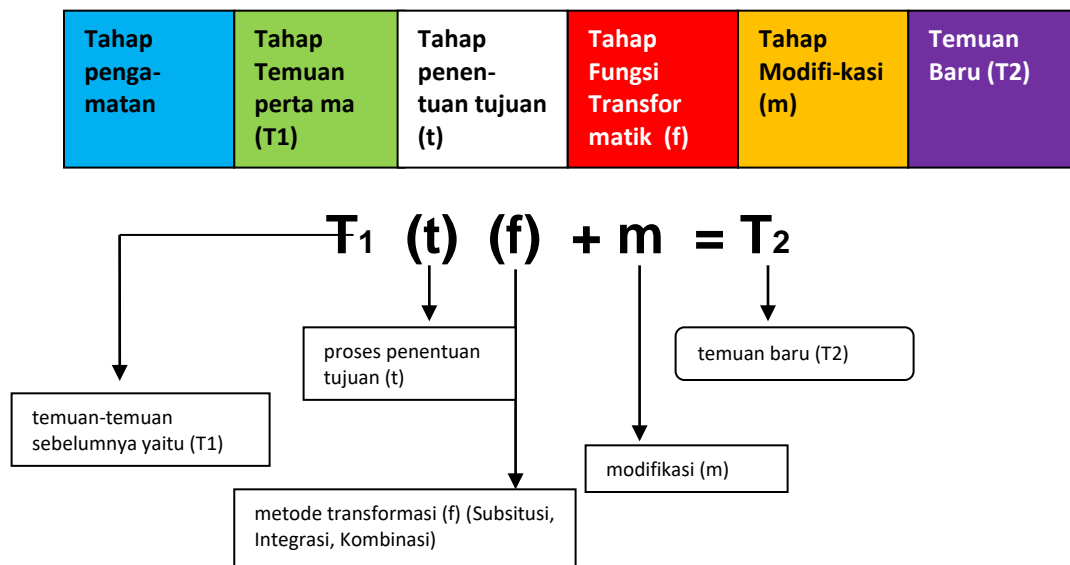 Tahap
penga-
matan
Tahap
Temuan
perta ma
(T1)
Tahap
penen-
tuan tujuan
(t)
Tahap
Fungsi
Transfor
matik (f)
Tahap
Modifi-kasi
(m)
Temuan
Baru (T2)
T1 (t) (f) + m = T2
proses penentuan
tujuan (t)
temuan baru (T2)
temuan-temuan
sebelumnya yaitu (T1)
modifikasi (m)
metode transformasi (f) (Subsitusi,
Integrasi, Kombinasi)